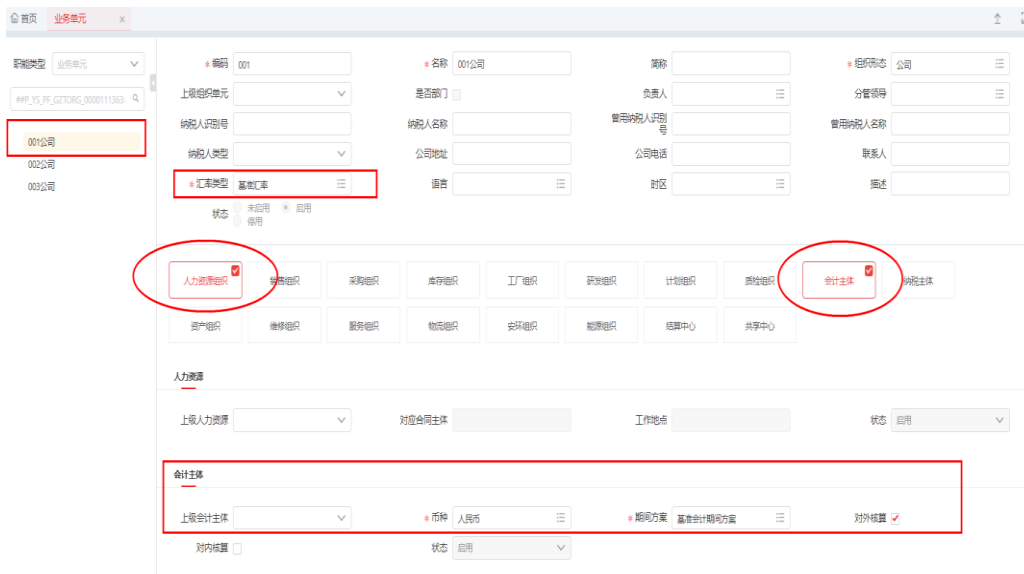 首页 业务单元 x
职能类型 业务单元
##P_YS_PF_GZTORG_0000111363
001公司
002公司
003公司
* 编码 001 * 名称 001公司 简称 * 组织形态 公司
上级组织单元 是否部门 负责人 分管领导
纳税人识别号 纳税人名称 曾用纳税人识别号 曾用纳税人名称
纳税人类型 公司地址 公司电话 联系人
* 汇率类型 基准汇率 语言 时区 描述
状态 未启用 启用
停用
人力资源组织 销售组织 采购组织 库存组织 工厂组织 研发组织 计划组织 质检组织 会计主体 纳税主体
资产组织 维修组织 服务组织 物流组织 安环组织 能源组织 结算中心 共享中心
人力资源
上级人力资源 对应合同主体 工作地点 状态 启用
会计主体
上级会计主体 * 币种 人民币 * 期间方案 基准会计期间方案 对外核算
对内核算 状态 启用